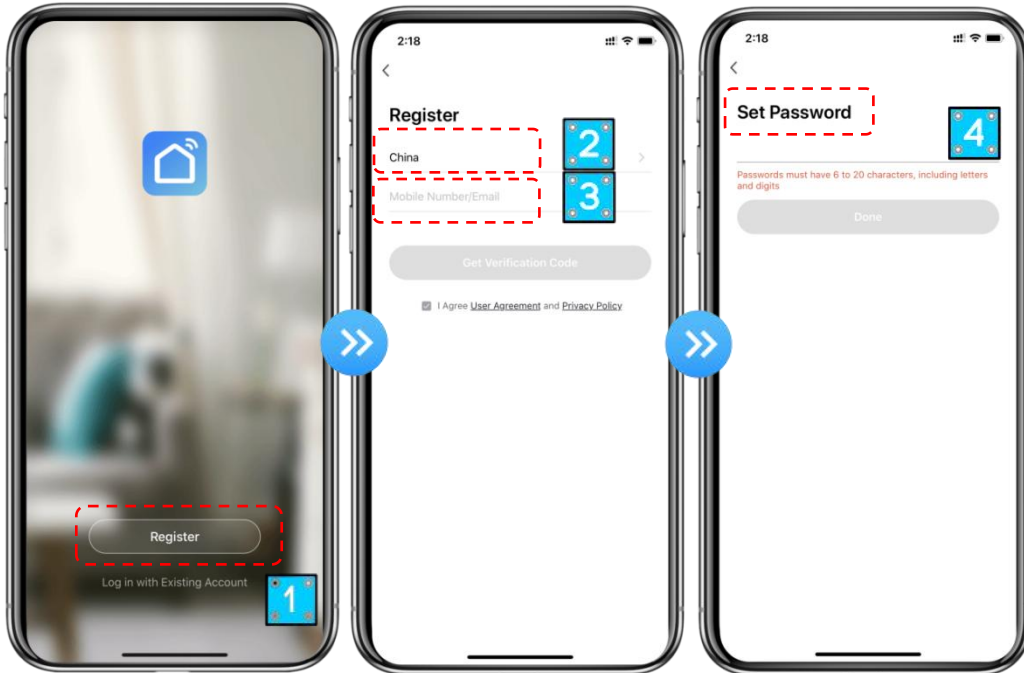 Register
Log in with Existing Account
1
2:18
Register
China
2
Mobile Number/Email
3
Get Verification Code
I Agree User Agreement and Privacy Policy
2:18
Set Password
4
Passwords must have 6 to 20 characters, including letters
and digits
Done